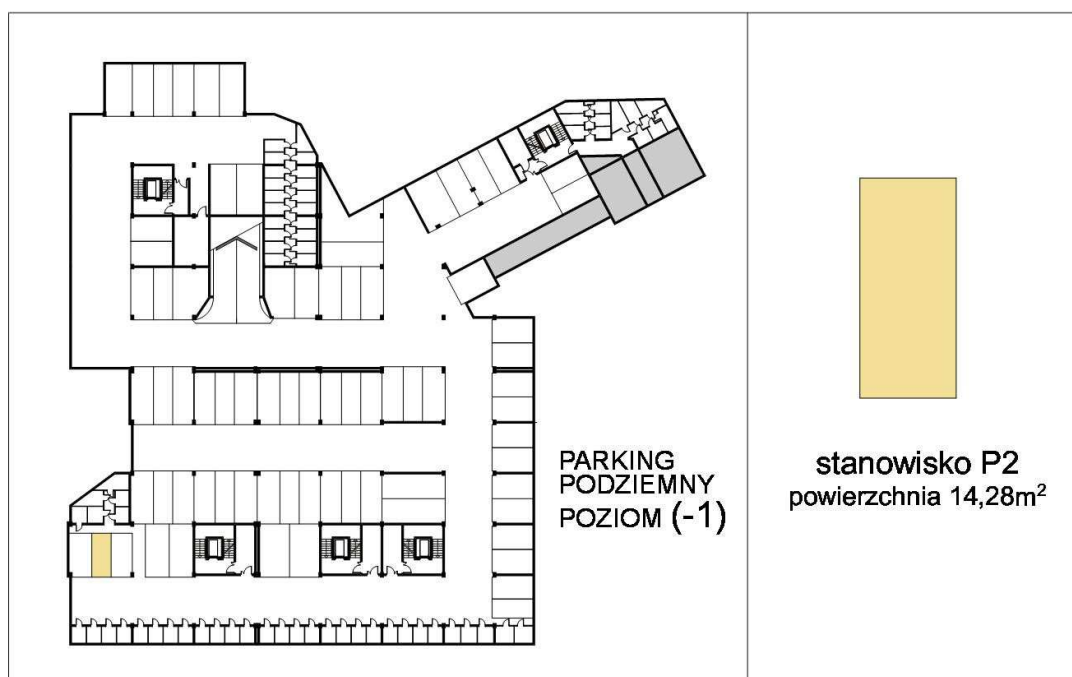 PARKING
PODZIEMNY
POZIOM (-1)
stanowisko P2
powierzchnia 14,28m²